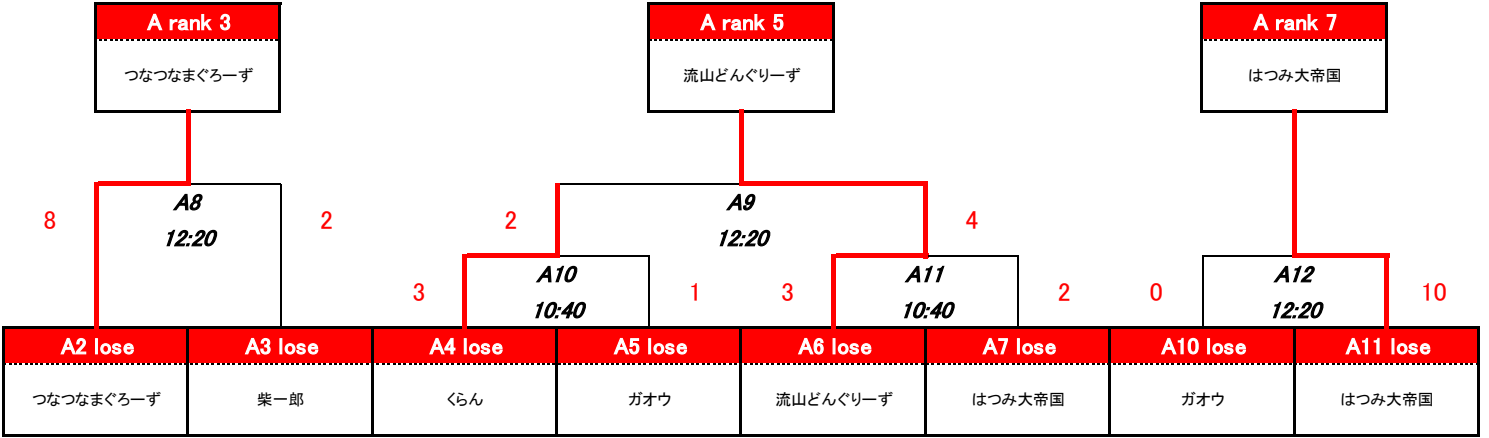 A rank 3
A rank 5
A rank 7
つなつなまぐろーず
流山どんぐりーず
はつみ大帝国
8
A8
12:20
2
2
A9
12:20
4
3
A10
10:40
1
3
A11
10:40
2
0
A12
12:20
10
A2 lose
A3 lose
A4 lose
A5 lose
A6 lose
A7 lose
A10 lose
A11 lose
つなつなまぐろーず
柴一郎
くらん
ガオウ
流山どんぐりーず
はつみ大帝国
ガオウ
はつみ大帝国